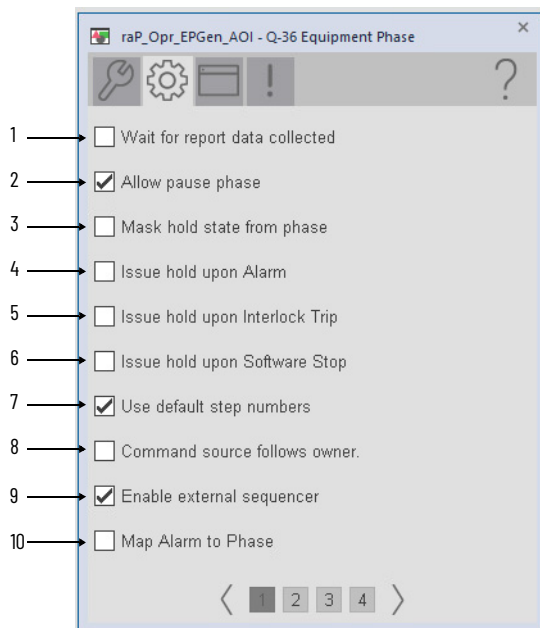 raP_Opr_EPGen_AOI - Q-36 Equipment Phase
1 Wait for report data collected
2 Allow pause phase
3 Mask hold state from phase
4 Issue hold upon Alarm
5 Issue hold upon Interlock Trip
6 Issue hold upon Software Stop
7 Use default step numbers
8 Command source follows owner.
9 Enable external sequencer
10 Map Alarm to Phase
1 2 3 4